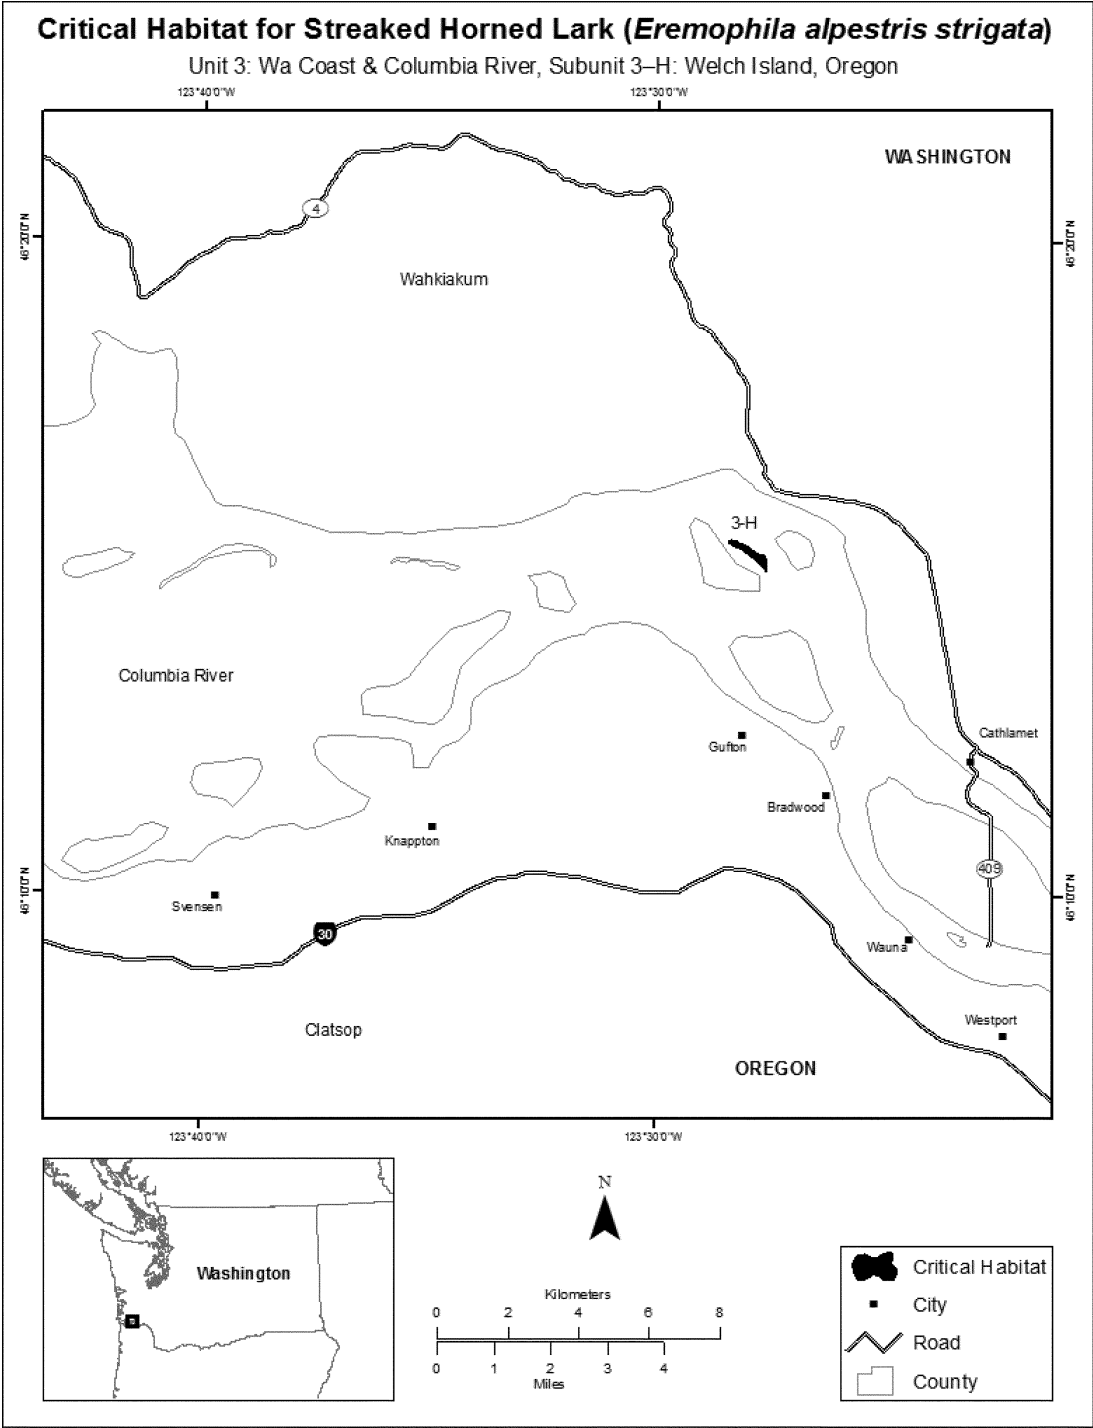 Critical Habitat for Streaked Horned Lark (Eremophila alpestris strigata)
Unit 3: Wa Coast & Columbia River, Subunit 3–H: Welch Island, Oregon
123°40'0"W
123°30'0"W
WASHINGTON
4
46°20'0"N
46°20'0"N
Wahkiakum
3-H
Columbia River
Cathlamet
Gufton
Bradwood
Knappton
409
46°10'0"N
46°10'0"N
Svensen
30
Wauna
Westport
Clatsop
OREGON
123°40'0"W
123°30'0"W
N
Washington
Kilometers
0 2 4 6 8
0 1 2 3 4
Miles
Critical Habitat
City
Road
County